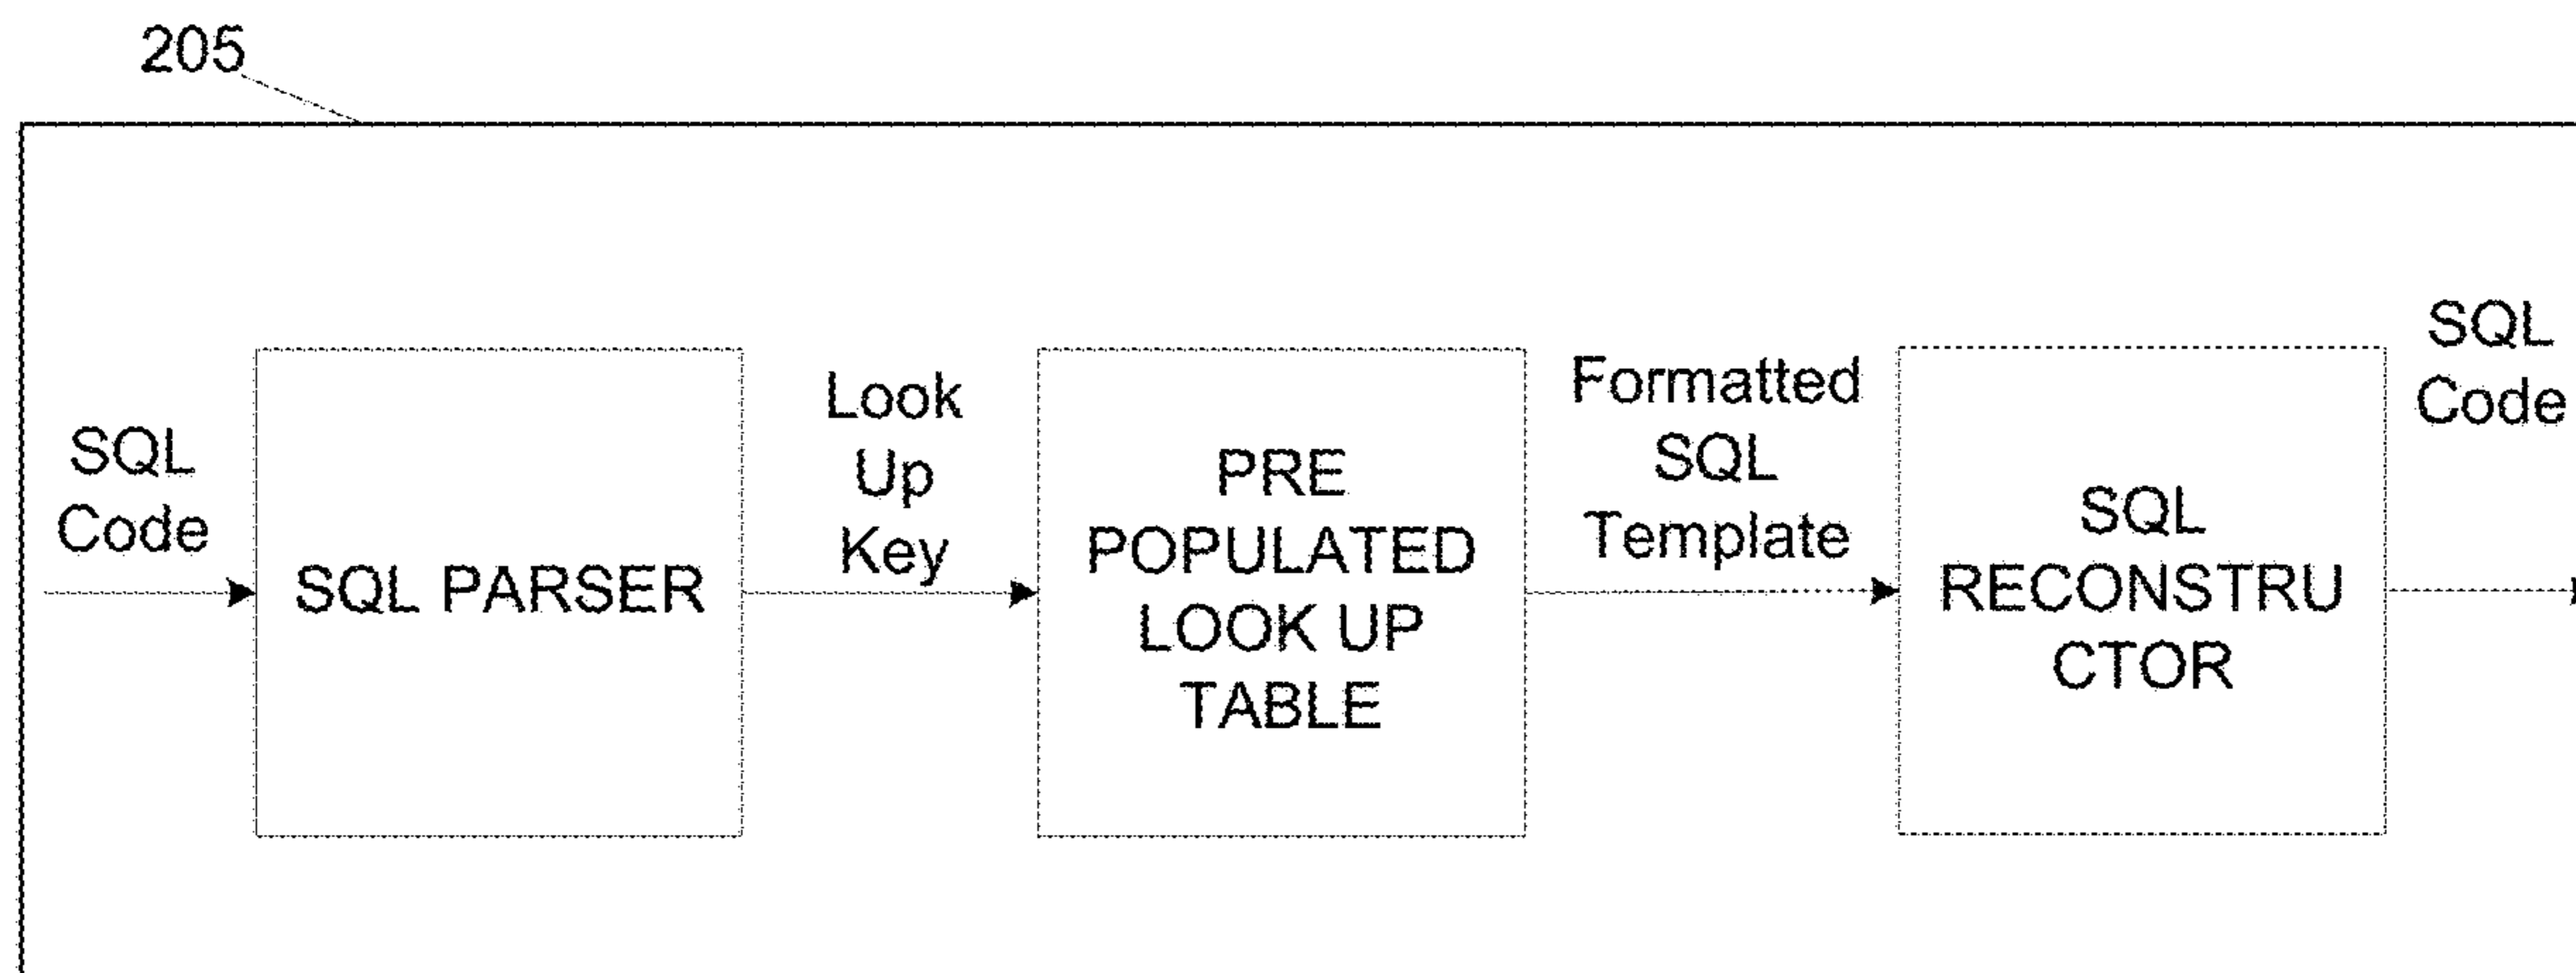 205
SQL
Code
SQL PARSER
Look
Up
Key
PRE
POPULATED
LOOK UP
TABLE
Formatted
SQL
Template
SQL
RECONSTRU
CTOR
SQL
Code